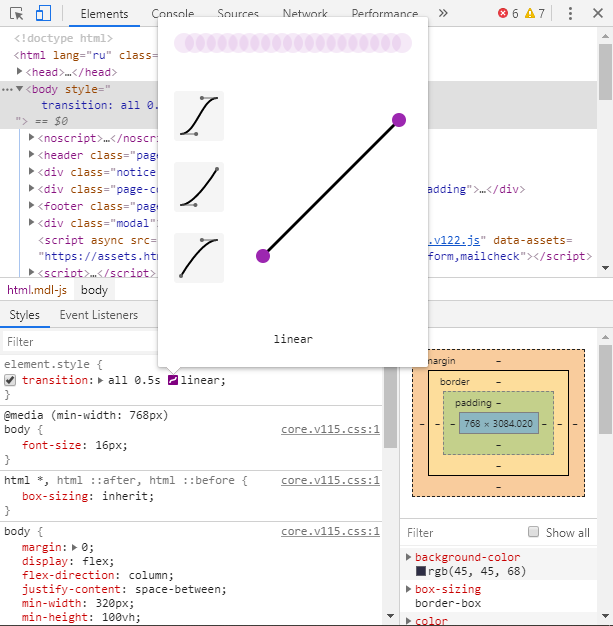 Elements Console Sources Network Performance » 6 7
<!doctype html>
<html lang="ru" class=
<head>…</head>
… <body style="
transition: all 0.5
"> == $0
<noscript>…</nos
<header class="page
<div class="notice
<div class="page-co adding">…</div>
<footer class="page
<div class="modal"
<script async src= .v122.js" data-assets=
"https://assets.ht form,mailcheck"></script>
<script>…</script>
linear
html.mdl-js body
Styles Event Listeners
Filter
element.style {
transition: all 0.5s linear;
}
@media (min-width: 768px)
body { core.v115.css:1
font-size: 16px;
}
html *, html ::after, html ::before { core.v115.css:1
box-sizing: inherit;
}
body { core.v115.css:1
margin: 0;
display: flex;
flex-direction: column;
justify-content: space-between;
min-width: 320px;
min-height: 100vh;
margin –
border –
padding –
– – – 768 × 3084.020 – – –
–
–
–
Filter Show all
background-color
rgb(45, 45, 68)
box-sizing
border-box
color